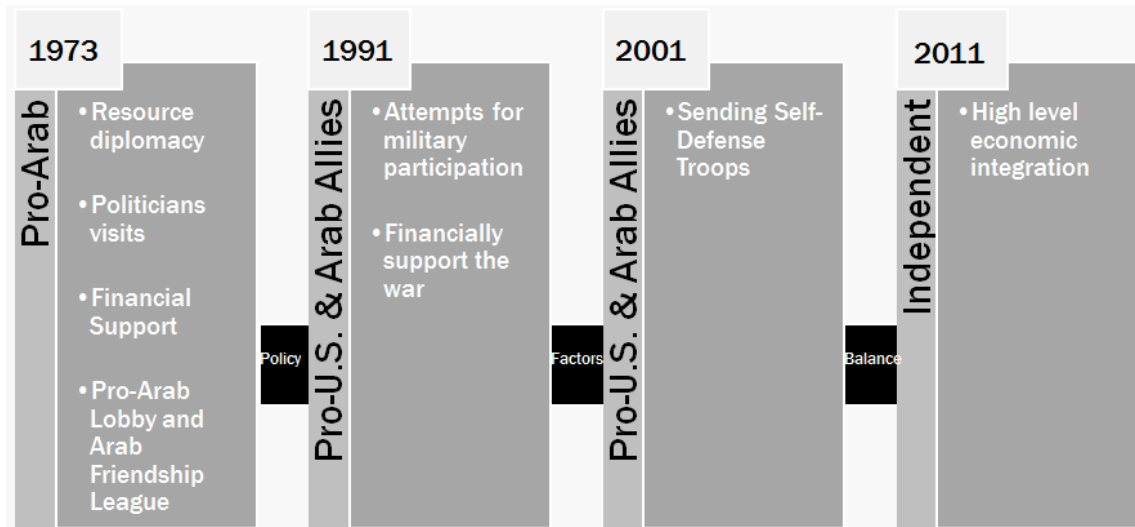 1973
Pro-Arab
•Resource
diplomacy
•Politicians
visits
•Financial
Support
•Pro-Arab
Lobby and
Arab
Friendship
League
Policy
1991
Pro-U.S. & Arab Allies
•Attempts for
military
participation
•Financially
support the
war
Factors
2001
Pro-U.S. & Arab Allies
•Sending Self-
Defense
Troops
Balance
2011
Independent
•High level
economic
integration